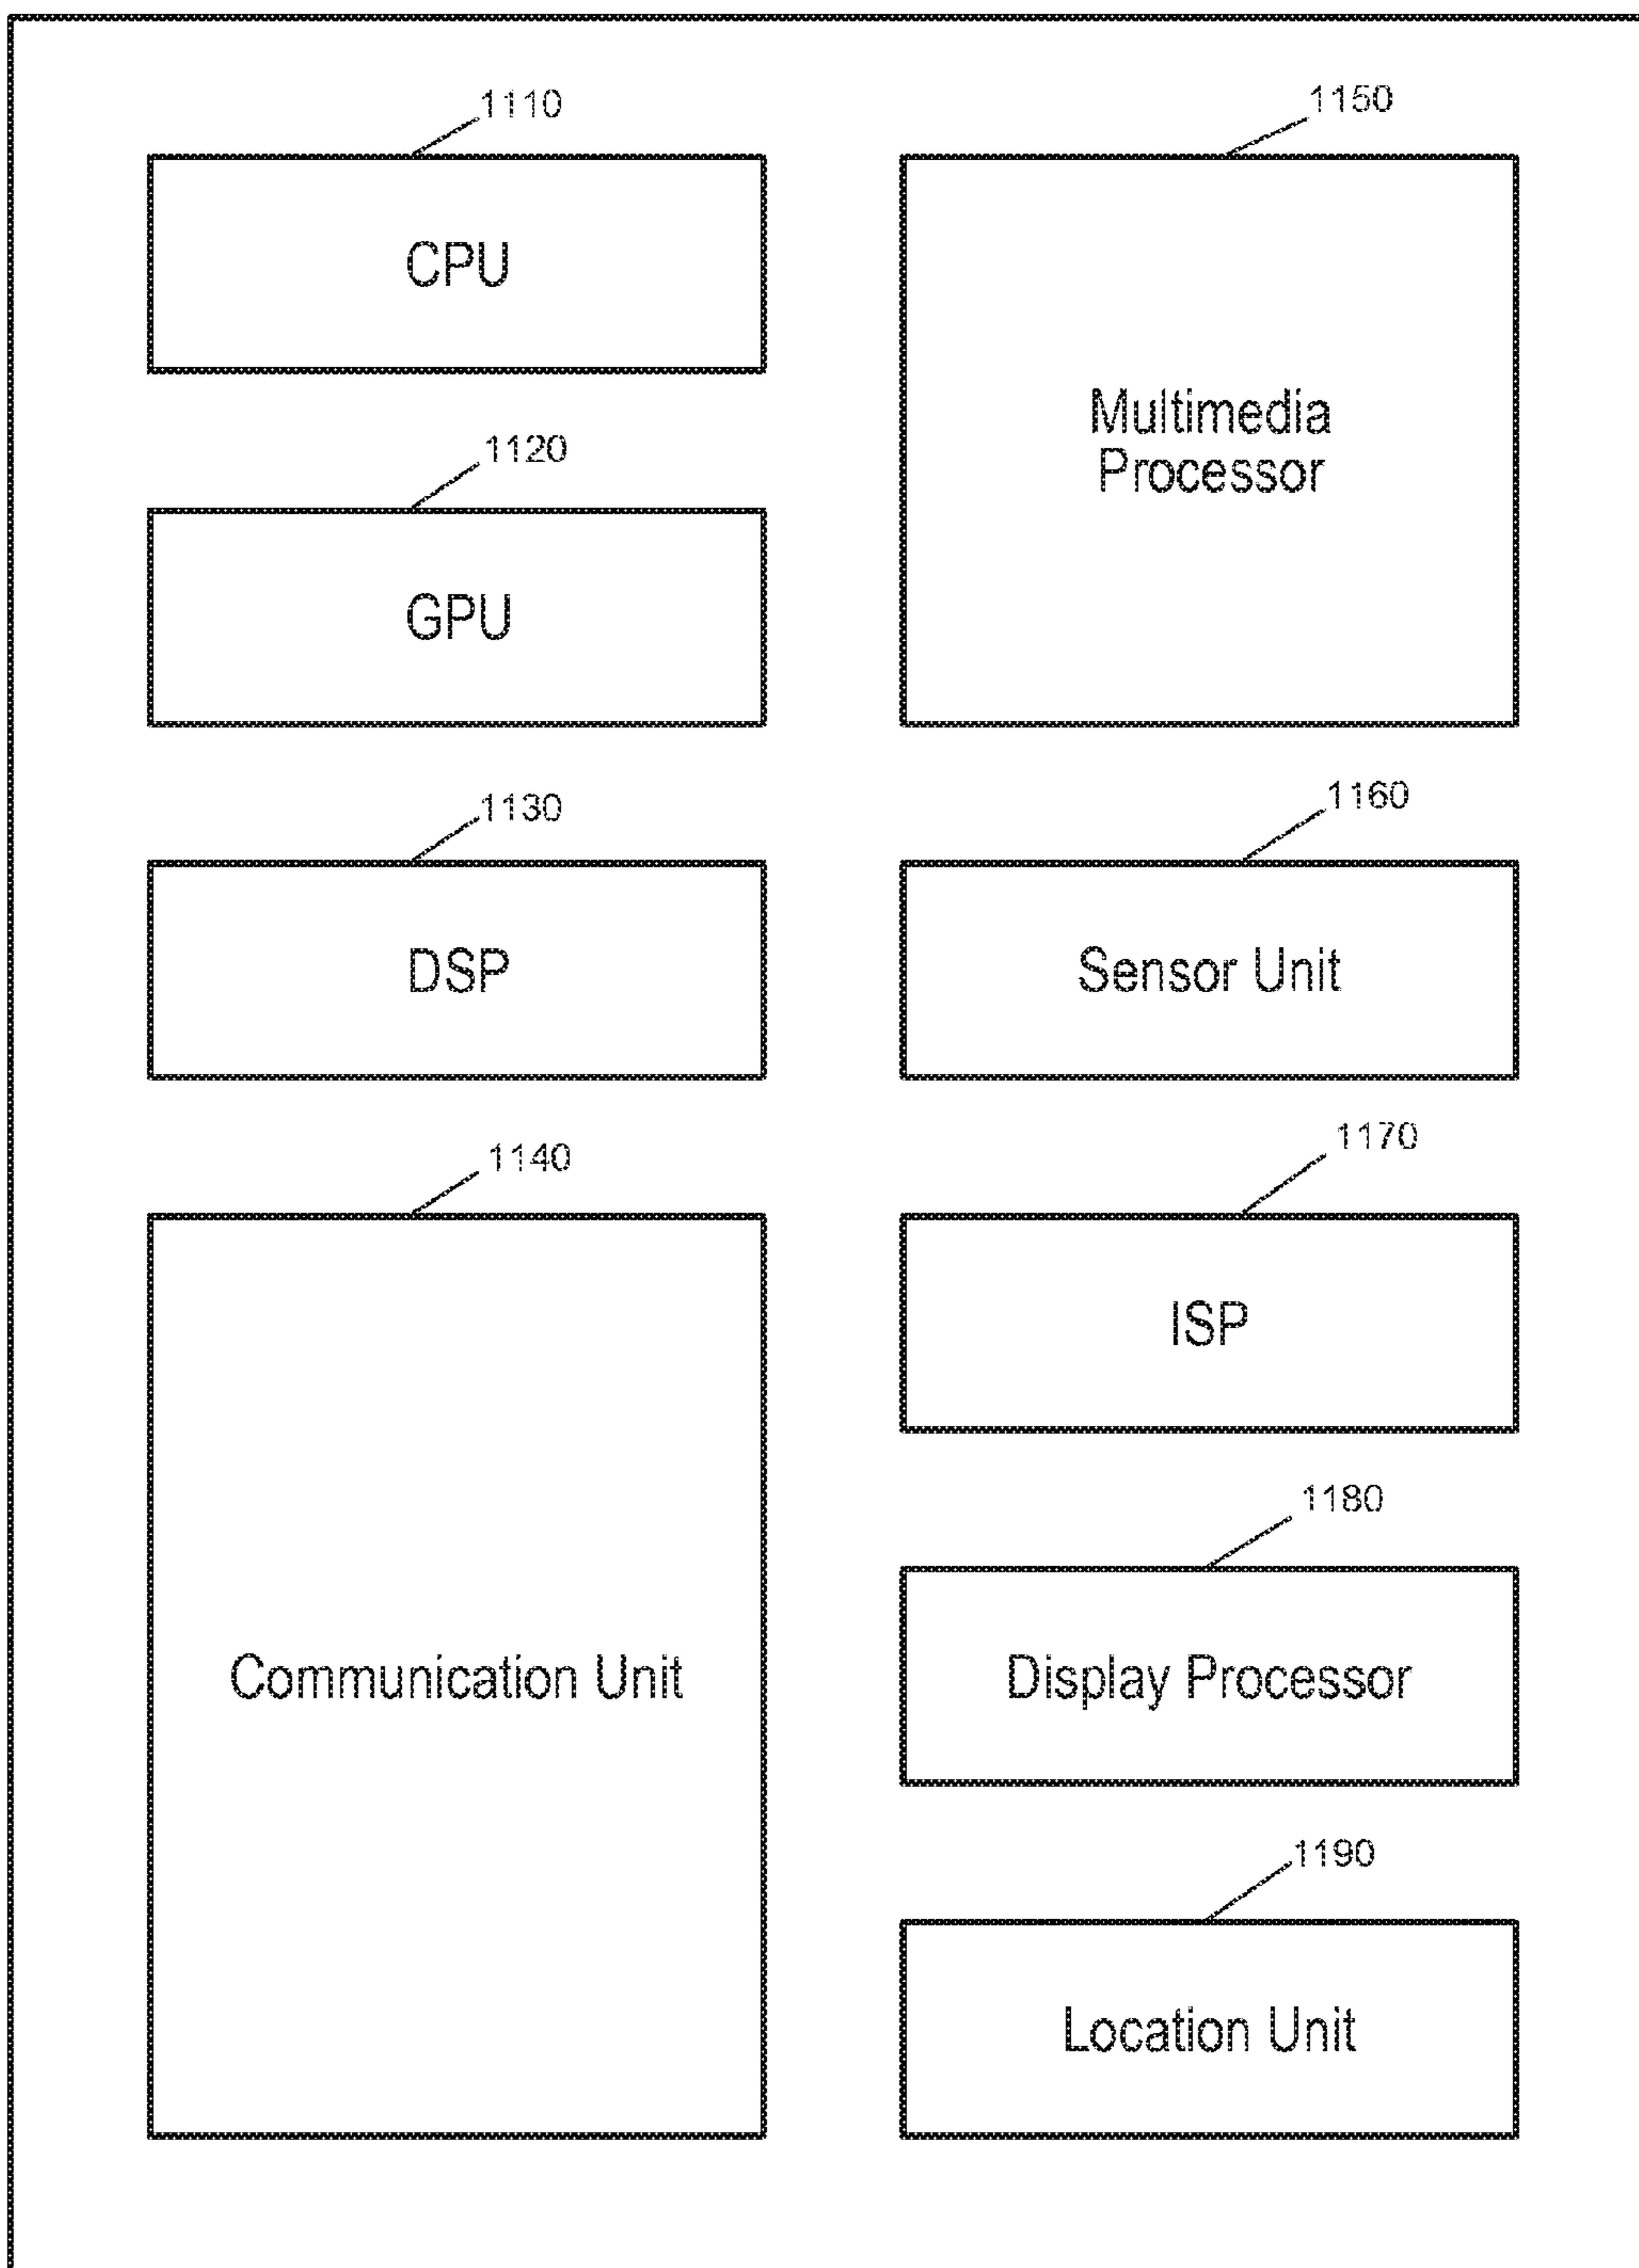 1110
CPU
1120
GPU
1130
DSP
1140
Communication Unit
1150
Multimedia
Processor
1160
Sensor Unit
1170
ISP
1180
Display Processor
1190
Location Unit